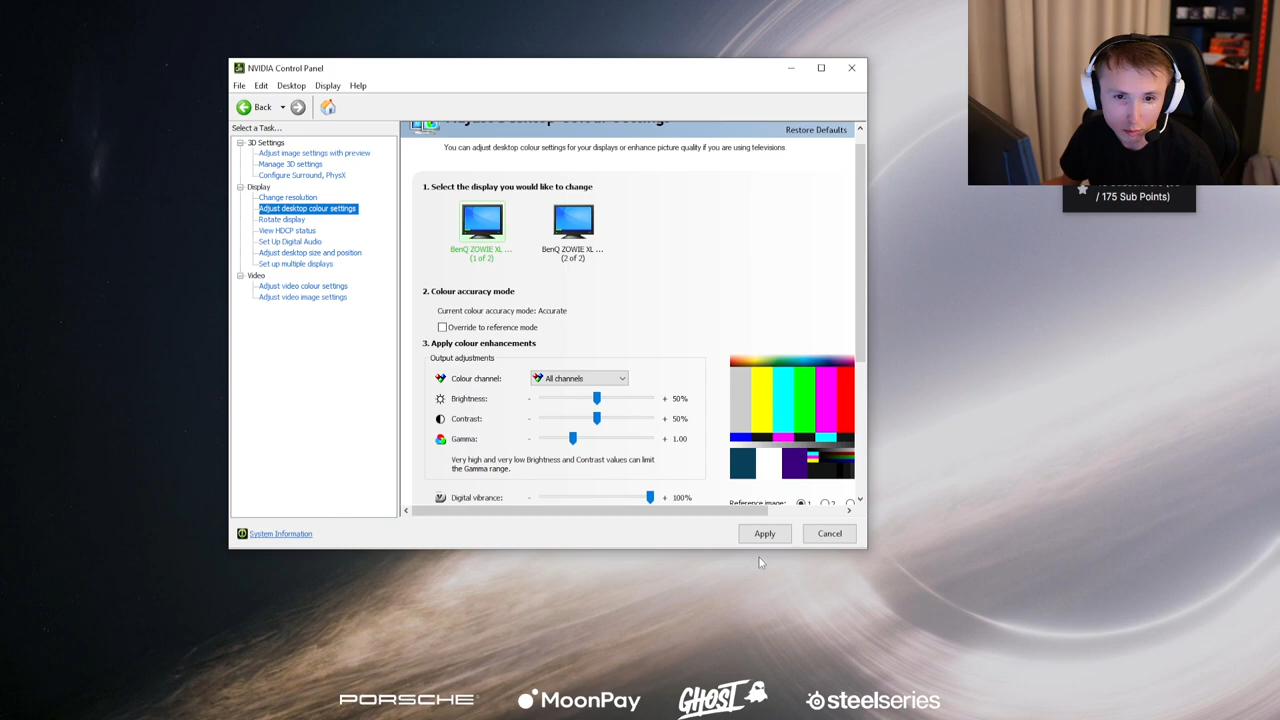 NVIDIA Control Panel
File Edit Desktop Display Help
Back
Select a Task...
3D Settings
Adjust image settings with preview
Manage 3D settings
Configure Surround, PhysX
Display
Change resolution
Adjust desktop colour settings
Rotate display
View HDCP status
Set Up Digital Audio
Adjust desktop size and position
Set up multiple displays
Video
Adjust video colour settings
Adjust video image settings
System Information
Restore Defaults
You can adjust desktop colour settings for your displays or enhance picture quality if you are using televisions
1. Select the display you would like to change
BenQ ZOWIE XL ... BenQ ZOWIE XL ...
(1 of 2) (2 of 2)
2. Colour accuracy mode
Current colour accuracy mode: Accurate
Override to reference mode
3. Apply colour enhancements
Output adjustments
Colour channel: All channels
Brightness: - + 50%
Contrast: - + 50%
Gamma: - + 1.00
Very high and very low Brightness and Contrast values can limit
the Gamma range.
Digital vibrance: - + 100%
Reference image: 1 2
Apply Cancel
/ 175 Sub Points)
PORSCHE MoonPay GHOST steelseries